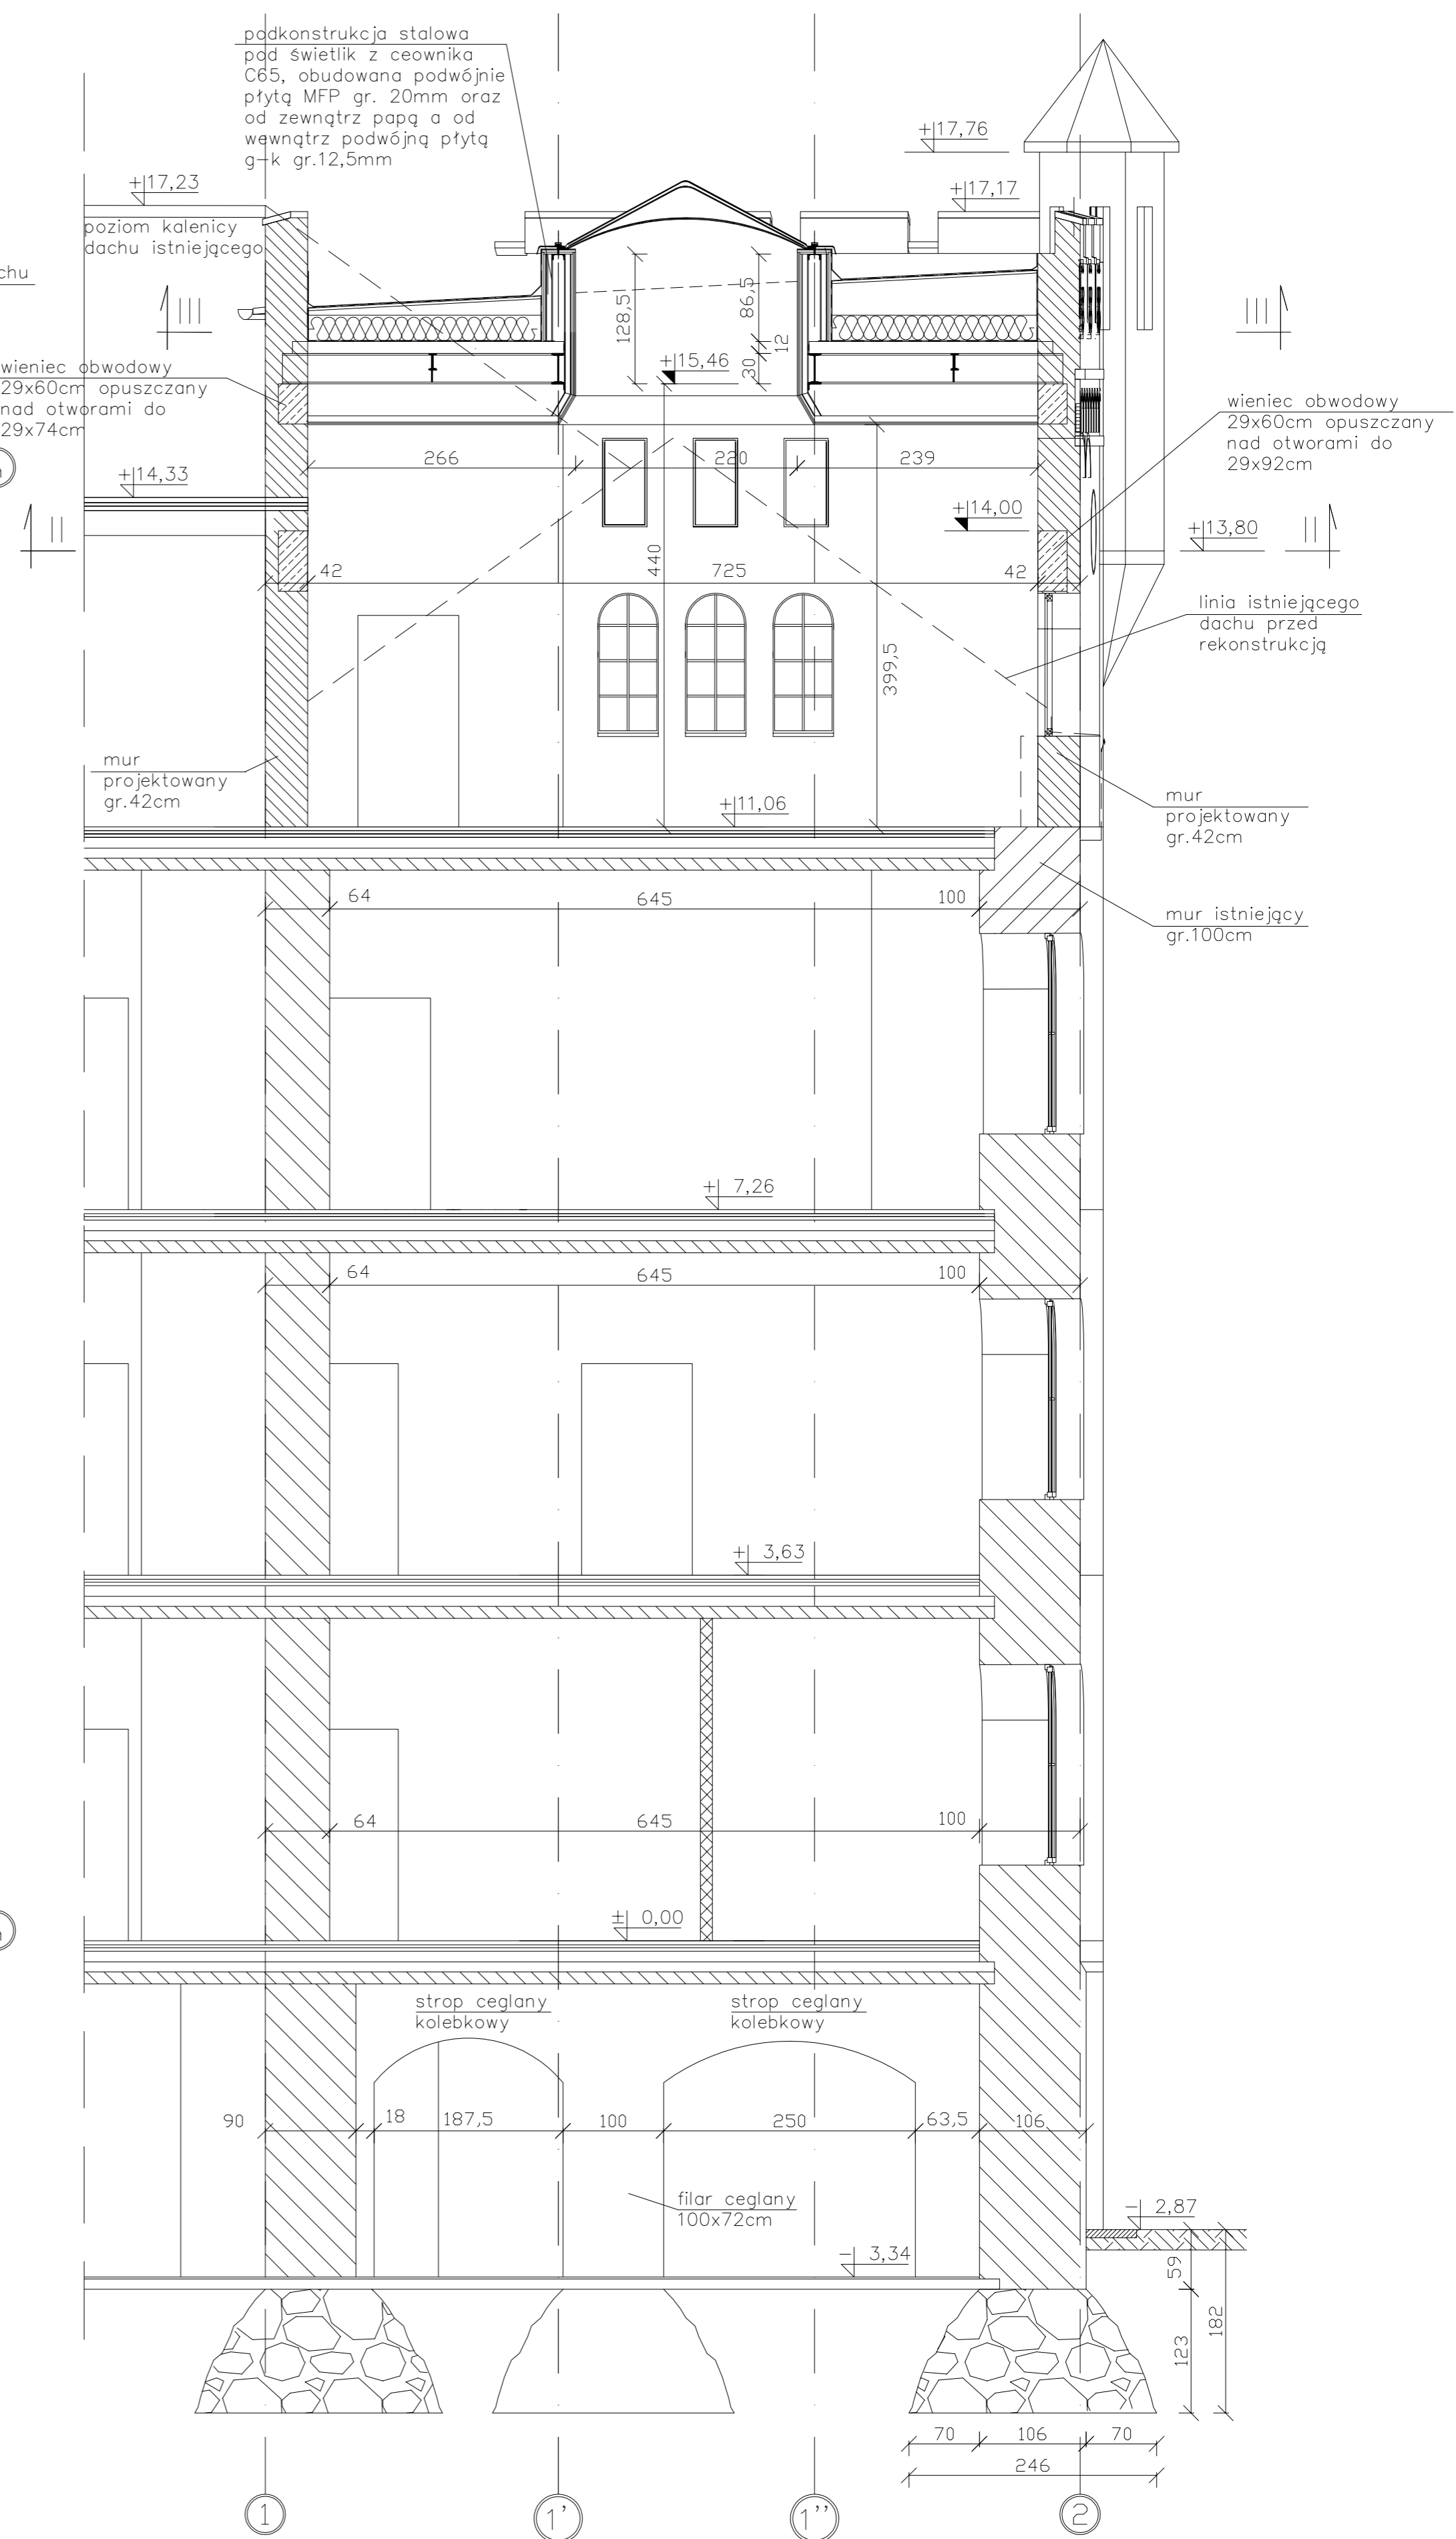 podkonstrukcja stalowa
pod świetlik z ceownika
C65, obudowana podwójnie
płytą MFP gr. 20mm oraz
od zewnątrz papą a od
wewnątrz podwójną płytą
g-k gr.12,5mm
+17,76
+17,23
+17,17
poziom kalenicy
dachu istniejącego
chu
III
III
128,5
86,5
12
30
+15,46
wieniec obwodowy
29x60cm opuszczany
nad otworami do
29x74cm
wieniec obwodowy
29x60cm opuszczany
nad otworami do
29x92cm
266
220
239
+14,33
+14,00
+13,80
II
II
42
440
725
42
399,5
linia istniejącego
dachu przed
rekonstrukcją
mur
projektowany
gr.42cm
+11,06
mur
projektowany
gr.42cm
64
645
100
mur istniejący
gr.100cm
+ 7,26
64
645
100
+ 3,63
64
645
100
± 0,00
strop ceglany
kolebkowy
strop ceglany
kolebkowy
90
18
187,5
100
250
63,5
106
filar ceglany
100x72cm
- 2,87
- 3,34
59
123
182
70
106
70
246
1
1'
1''
2